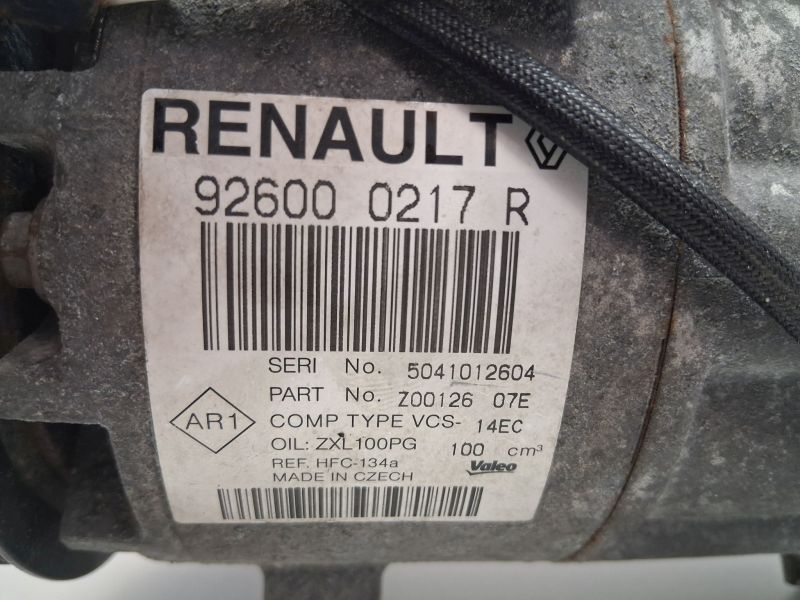 RENAULT
92600 0217 R
SERI No. 5041012604
PART No. Z00126 07E
AR1
COMP TYPE VCS- 14EC
OIL: ZXL100PG 100 cm³
REF. HFC-134a
Valeo
MADE IN CZECH